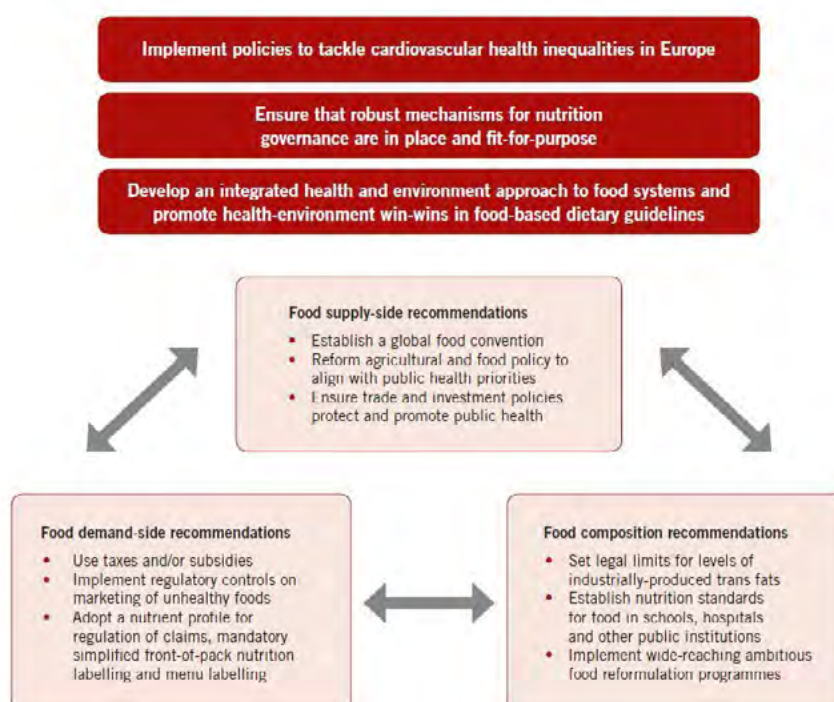 Implement policies to tackle cardiovascular health inequalities in Europe
Ensure that robust mechanisms for nutrition
governance are in place and fit-for-purpose
Develop an integrated health and environment approach to food systems and
promote health-environment win-wins in food-based dietary guidelines
Food supply-side recommendations
• Establish a global food convention
• Reform agricultural and food policy to
align with public health priorities
• Ensure trade and investment policies
protect and promote public health
Food demand-side recommendations
• Use taxes and/or subsidies
• Implement regulatory controls on
marketing of unhealthy foods
• Adopt a nutrient profile for
regulation of claims, mandatory
simplified front-of-pack nutrition
labelling and menu labelling
Food composition recommendations
• Set legal limits for levels of
industrially-produced trans fats
• Establish nutrition standards
for food in schools, hospitals
and other public institutions
• Implement wide-reaching ambitious
food reformulation programmes